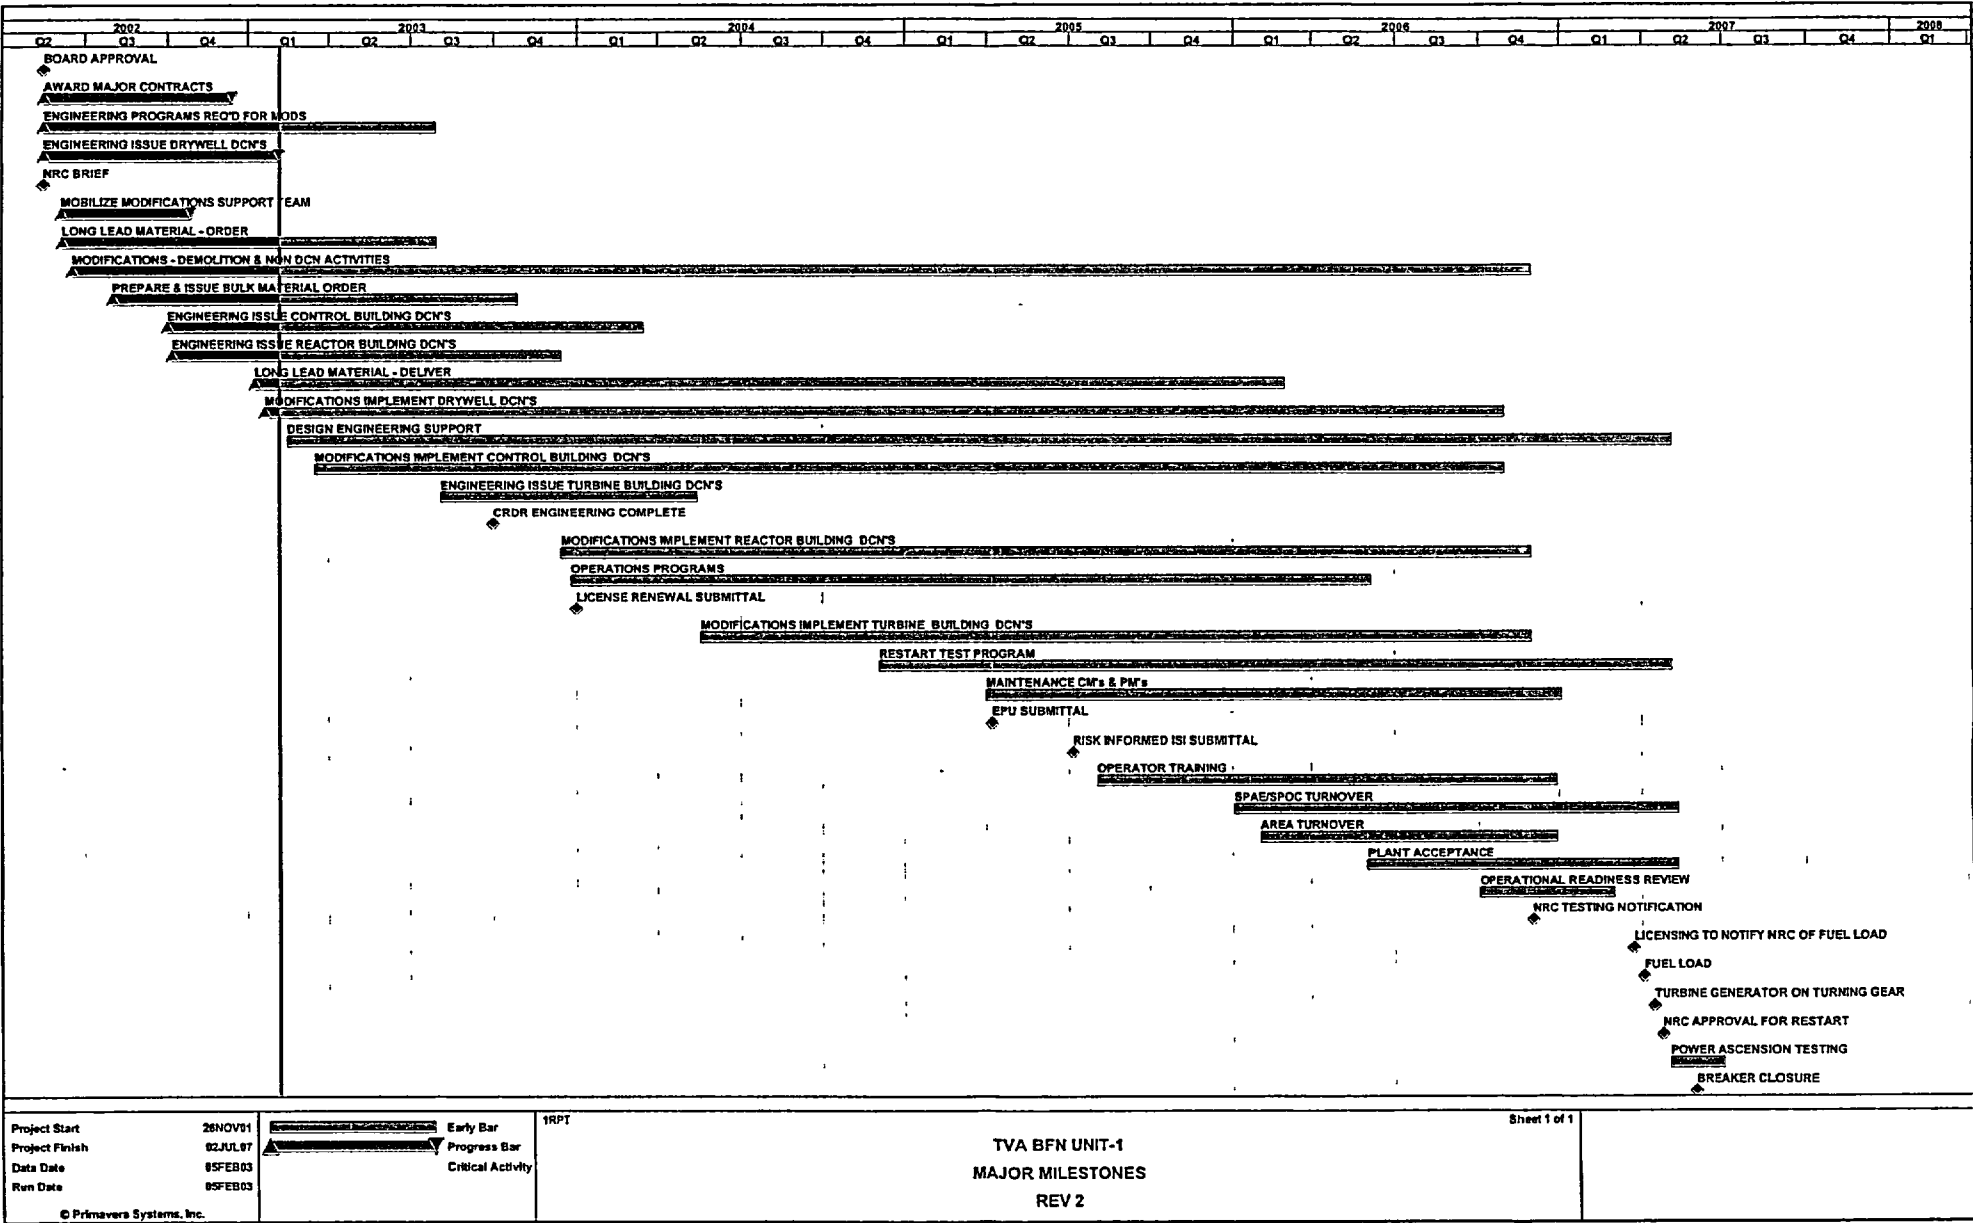 2002 2003 2004 2005 2006 2007 2008
Q2 Q3 Q4 Q1 Q2 Q3 Q4 Q1 Q2 Q3 Q4 Q1 Q2 Q3 Q4 Q1 Q2 Q3 Q4 Q1 Q2 Q3 Q4 Q1
BOARD APPROVAL
AWARD MAJOR CONTRACTS
ENGINEERING PROGRAMS REQ'D FOR MODS
ENGINEERING ISSUE DRYWELL DCN'S
NRC BRIEF
MOBILIZE MODIFICATIONS SUPPORT TEAM
LONG LEAD MATERIAL - ORDER
MODIFICATIONS - DEMOLITION & NON DCN ACTIVITIES
PREPARE & ISSUE BULK MATERIAL ORDER
ENGINEERING ISSUE CONTROL BUILDING DCN'S
ENGINEERING ISSUE REACTOR BUILDING DCN'S
LONG LEAD MATERIAL - DELIVER
MODIFICATIONS IMPLEMENT DRYWELL DCN'S
DESIGN ENGINEERING SUPPORT
MODIFICATIONS IMPLEMENT CONTROL BUILDING DCN'S
ENGINEERING ISSUE TURBINE BUILDING DCN'S
CRDR ENGINEERING COMPLETE
MODIFICATIONS IMPLEMENT REACTOR BUILDING DCN'S
OPERATIONS PROGRAMS
LICENSE RENEWAL SUBMITTAL
MODIFICATIONS IMPLEMENT TURBINE BUILDING DCN'S
RESTART TEST PROGRAM
MAINTENANCE CM's & PM's
EPU SUBMITTAL
RISK INFORMED ISI SUBMITTAL
OPERATOR TRAINING
SPAE/SPOC TURNOVER
AREA TURNOVER
PLANT ACCEPTANCE
OPERATIONAL READINESS REVIEW
NRC TESTING NOTIFICATION
LICENSING TO NOTIFY NRC OF FUEL LOAD
FUEL LOAD
TURBINE GENERATOR ON TURNING GEAR
NRC APPROVAL FOR RESTART
POWER ASCENSION TESTING
BREAKER CLOSURE
Project Start 26NOV01
Project Finish 02JUL07
Data Date 05FEB03
Run Date 05FEB03
© Primavera Systems, Inc.
Early Bar
Progress Bar
Critical Activity
1RPT
Sheet 1 of 1
TVA BFN UNIT-1
MAJOR MILESTONES
REV 2